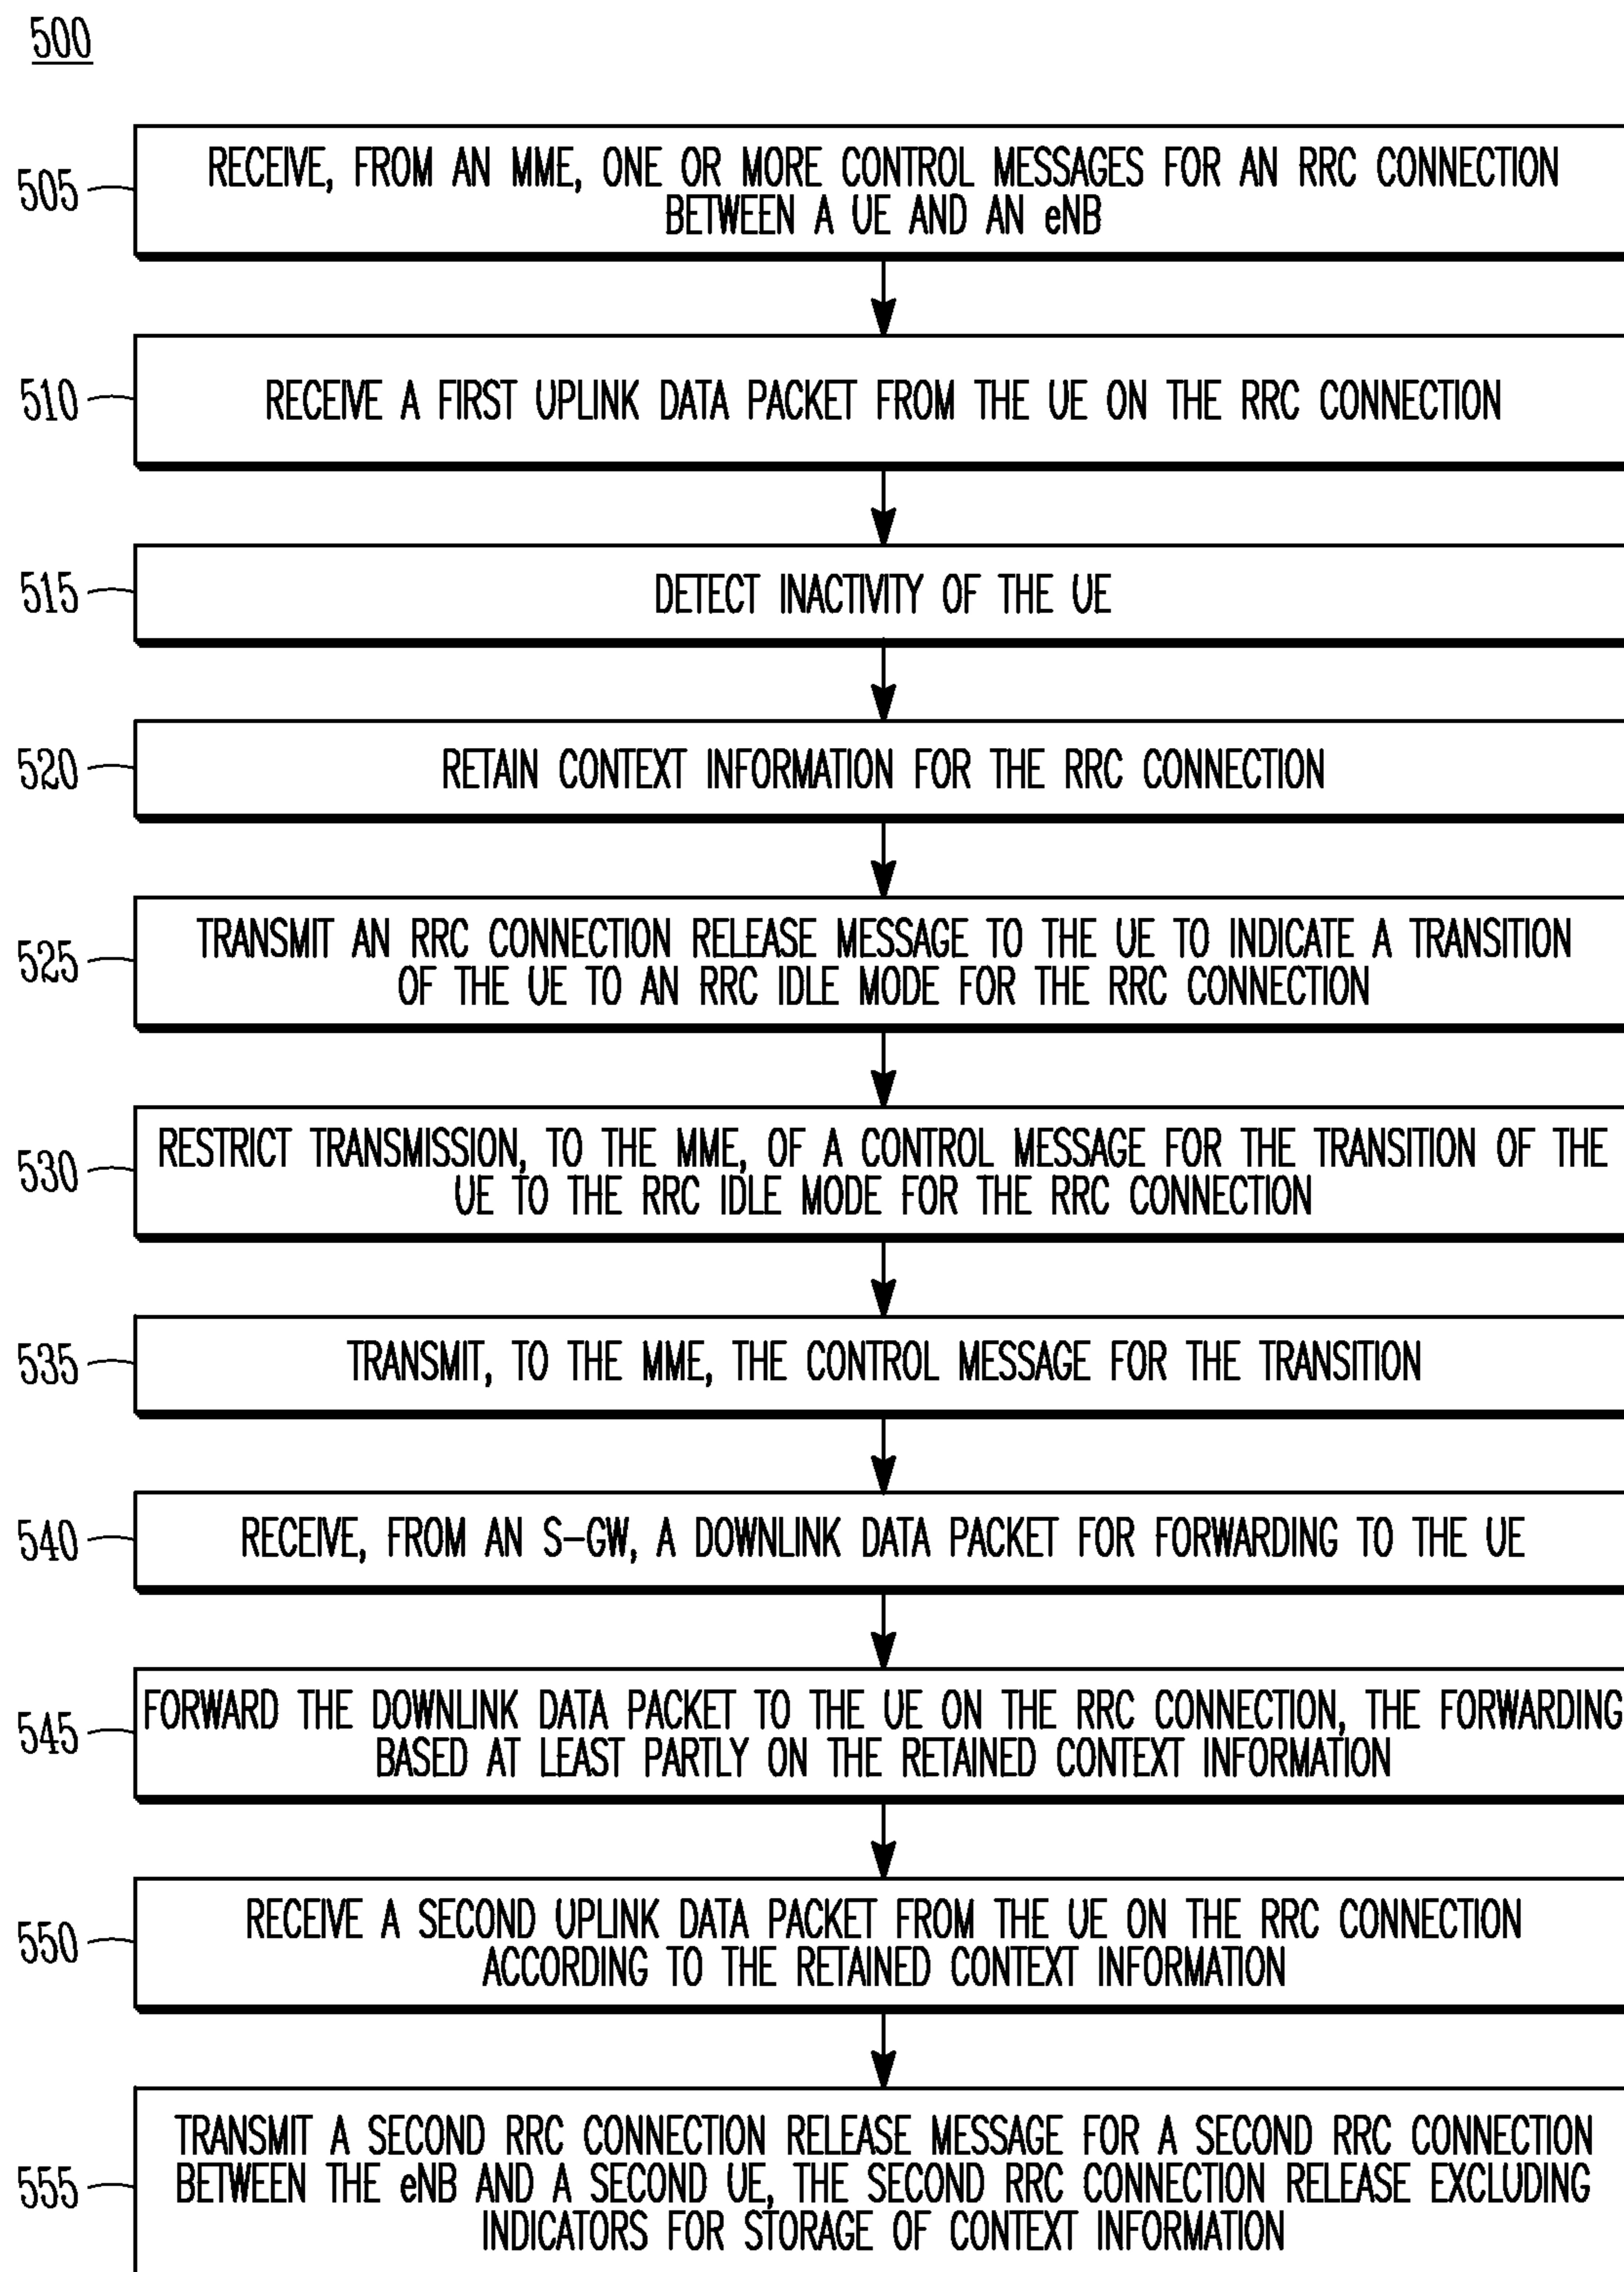 500
505
RECEIVE, FROM AN MME, ONE OR MORE CONTROL MESSAGES FOR AN RRC CONNECTION
BETWEEN A UE AND AN eNB
510
RECEIVE A FIRST UPLINK DATA PACKET FROM THE UE ON THE RRC CONNECTION
515
DETECT INACTIVITY OF THE UE
520
RETAIN CONTEXT INFORMATION FOR THE RRC CONNECTION
525
TRANSMIT AN RRC CONNECTION RELEASE MESSAGE TO THE UE TO INDICATE A TRANSITION
OF THE UE TO AN RRC IDLE MODE FOR THE RRC CONNECTION
530
RESTRICT TRANSMISSION, TO THE MME, OF A CONTROL MESSAGE FOR THE TRANSITION OF THE
UE TO THE RRC IDLE MODE FOR THE RRC CONNECTION
535
TRANSMIT, TO THE MME, THE CONTROL MESSAGE FOR THE TRANSITION
540
RECEIVE, FROM AN S-GW, A DOWNLINK DATA PACKET FOR FORWARDING TO THE UE
545
FORWARD THE DOWNLINK DATA PACKET TO THE UE ON THE RRC CONNECTION, THE FORWARDING
BASED AT LEAST PARTLY ON THE RETAINED CONTEXT INFORMATION
550
RECEIVE A SECOND UPLINK DATA PACKET FROM THE UE ON THE RRC CONNECTION
ACCORDING TO THE RETAINED CONTEXT INFORMATION
555
TRANSMIT A SECOND RRC CONNECTION RELEASE MESSAGE FOR A SECOND RRC CONNECTION
BETWEEN THE eNB AND A SECOND UE, THE SECOND RRC CONNECTION RELEASE EXCLUDING
INDICATORS FOR STORAGE OF CONTEXT INFORMATION